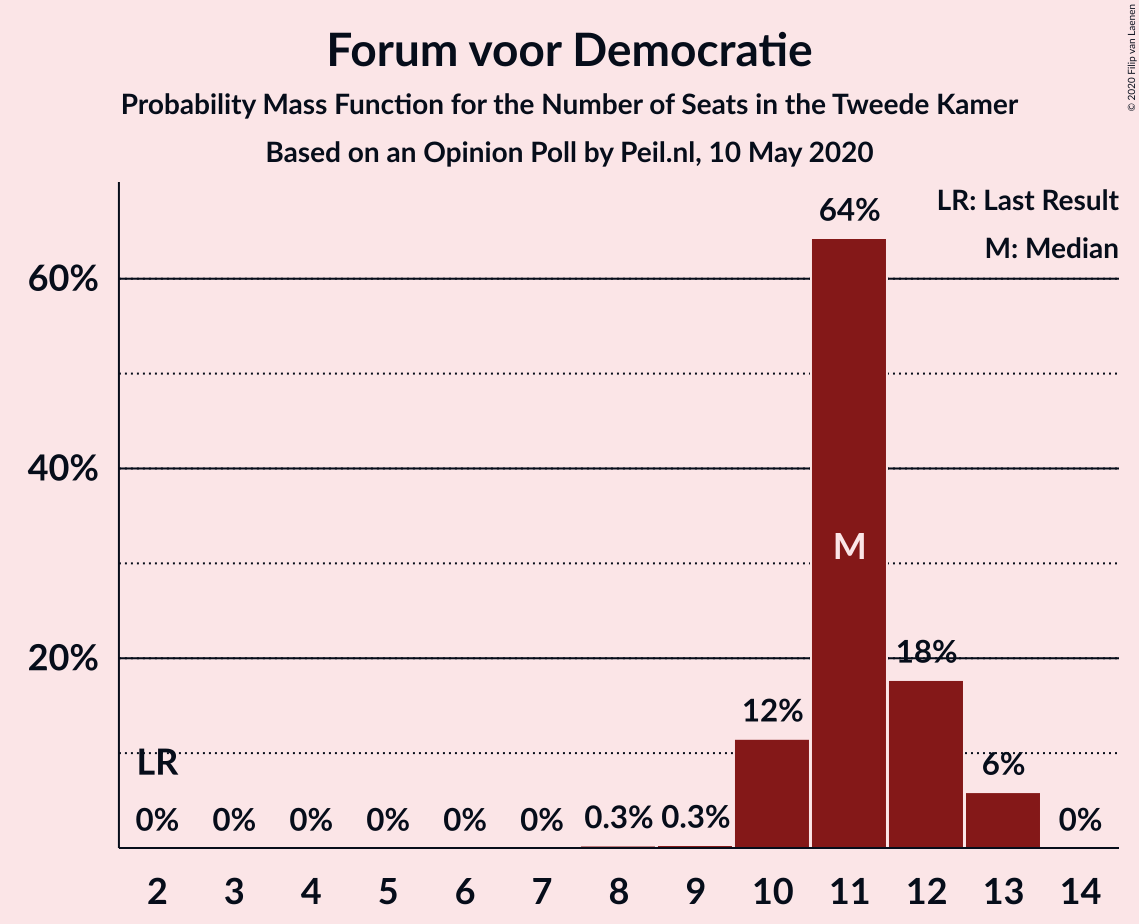 Forum voor Democratie
Probability Mass Function for the Number of Seats in the Tweede Kamer
Based on an Opinion Poll by Peil.nl, 10 May 2020
© 2020 Filip van Laenen
LR: Last Result
M: Median
64%
60%
40%
M
20%
18%
12%
LR
6%
0% 0% 0% 0% 0% 0% 0.3% 0.3% 0%
2 3 4 5 6 7 8 9 10 11 12 13 14